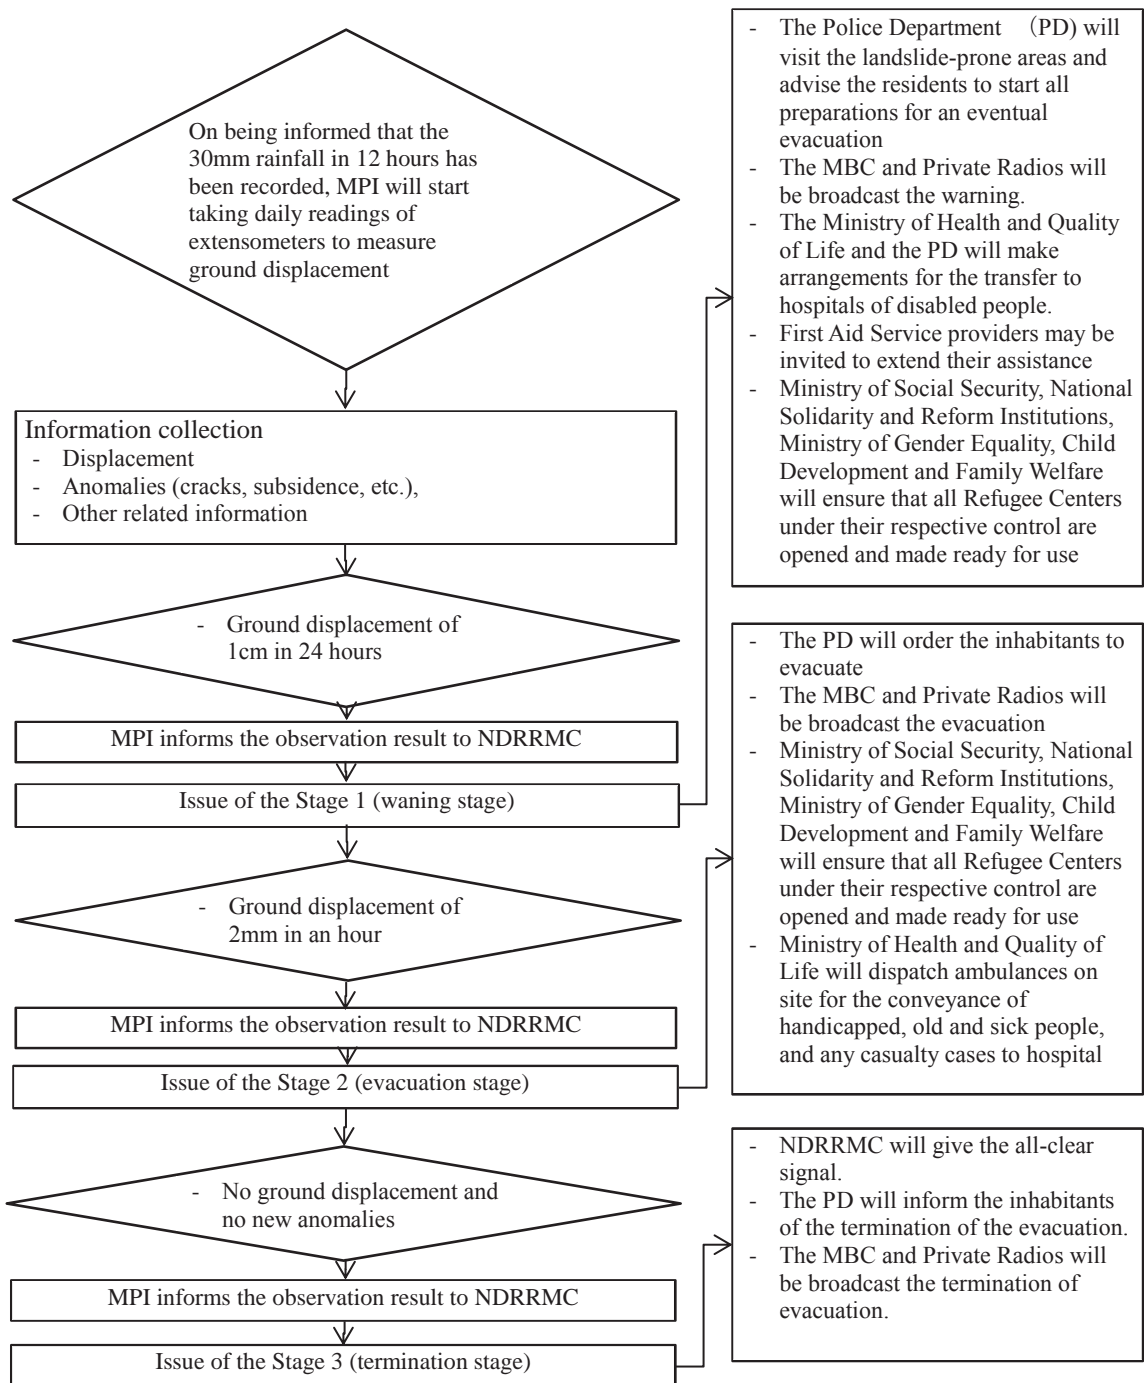 On being informed that the
30mm rainfall in 12 hours has
been recorded, MPI will start
taking daily readings of
extensometers to measure
ground displacement
Information collection
- Displacement
- Anomalies (cracks, subsidence, etc.),
- Other related information
- Ground displacement of
1cm in 24 hours
MPI informs the observation result to NDRRMC
Issue of the Stage 1 (waning stage)
- Ground displacement of
2mm in an hour
MPI informs the observation result to NDRRMC
Issue of the Stage 2 (evacuation stage)
- No ground displacement and
no new anomalies
MPI informs the observation result to NDRRMC
Issue of the Stage 3 (termination stage)
- The Police Department （PD) will
visit the landslide-prone areas and
advise the residents to start all
preparations for an eventual
evacuation
- The MBC and Private Radios will
be broadcast the warning.
- The Ministry of Health and Quality
of Life and the PD will make
arrangements for the transfer to
hospitals of disabled people.
- First Aid Service providers may be
invited to extend their assistance
- Ministry of Social Security, National
Solidarity and Reform Institutions,
Ministry of Gender Equality, Child
Development and Family Welfare
will ensure that all Refugee Centers
under their respective control are
opened and made ready for use
- The PD will order the inhabitants to
evacuate
- The MBC and Private Radios will
be broadcast the evacuation
- Ministry of Social Security, National
Solidarity and Reform Institutions,
Ministry of Gender Equality, Child
Development and Family Welfare
will ensure that all Refugee Centers
under their respective control are
opened and made ready for use
- Ministry of Health and Quality of
Life will dispatch ambulances on
site for the conveyance of
handicapped, old and sick people,
and any casualty cases to hospital
- NDRRMC will give the all-clear
signal.
- The PD will inform the inhabitants
of the termination of the evacuation.
- The MBC and Private Radios will
be broadcast the termination of
evacuation.